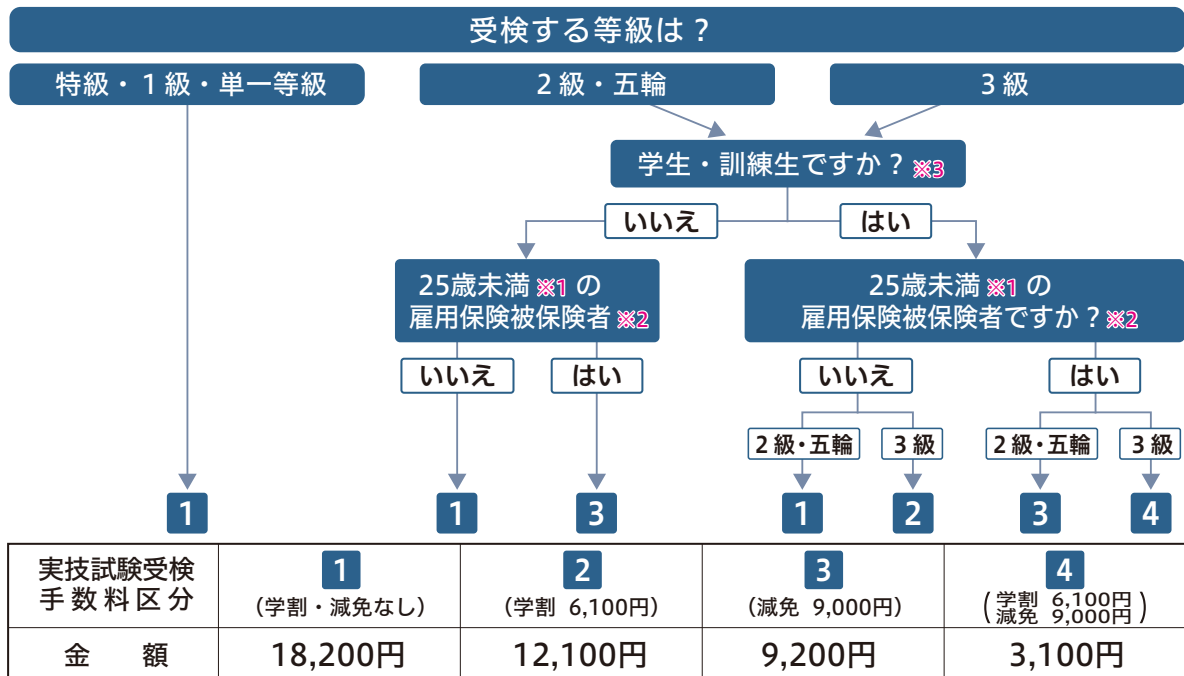 受検する等級は？
特級・1級・単一等級
2級・五輪
3級
学生・訓練生ですか？※3
いいえ
はい
25歳未満※1の
雇用保険被保険者※2
25歳未満※1の
雇用保険被保険者ですか？※2
いいえ
はい
いいえ
はい
2級・五輪
3級
2級・五輪
3級
1
1
3
1
2
3
4
実技試験受検
手数料区分
1
（学割・減免なし）
2
（学割 6,100円）
3
（減免 9,000円）
4
（学割 6,100円
減免 9,000円）
金額
18,200円
12,100円
9,200円
3,100円